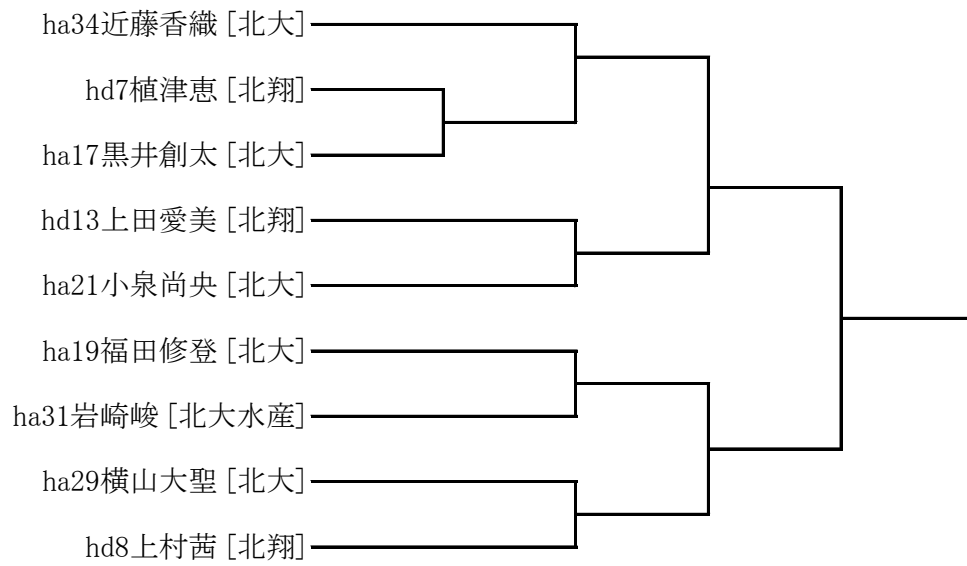 ha34近藤香織[北大]
hd7植津恵[北翔]
ha17黒井創太[北大]
hd13上田愛美[北翔]
ha21小泉尚央[北大]
ha19福田修登[北大]
ha31岩崎峻[北大水産]
ha29横山大聖[北大]
hd8上村茜[北翔]